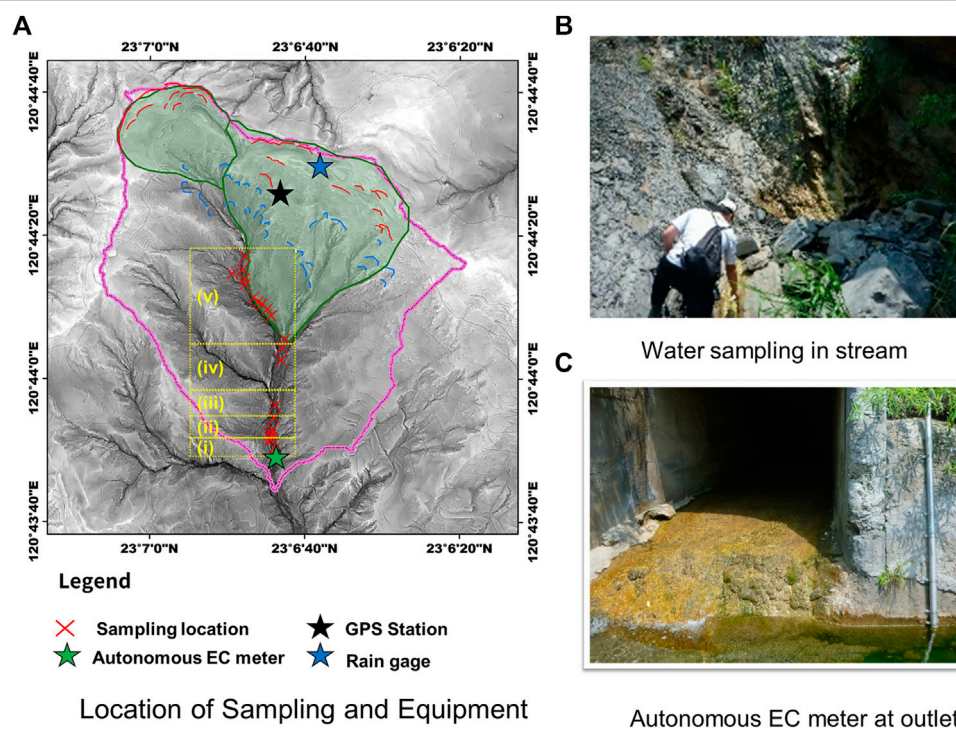 A
23°7'0"N 23°6'40"N 23°6'20"N
120°44'40"E
120°44'20"E
120°44'0"E
120°43'40"E
120°44'40"E
120°44'20"E
120°44'0"E
120°43'40"E
(v)
(iv)
(iii)
(ii)
(i)
23°7'0"N 23°6'40"N 23°6'20"N
Legend
Sampling location
GPS Station
Autonomous EC meter
Rain gage
Location of Sampling and Equipment
B
Water sampling in stream
C
Autonomous EC meter at outlet